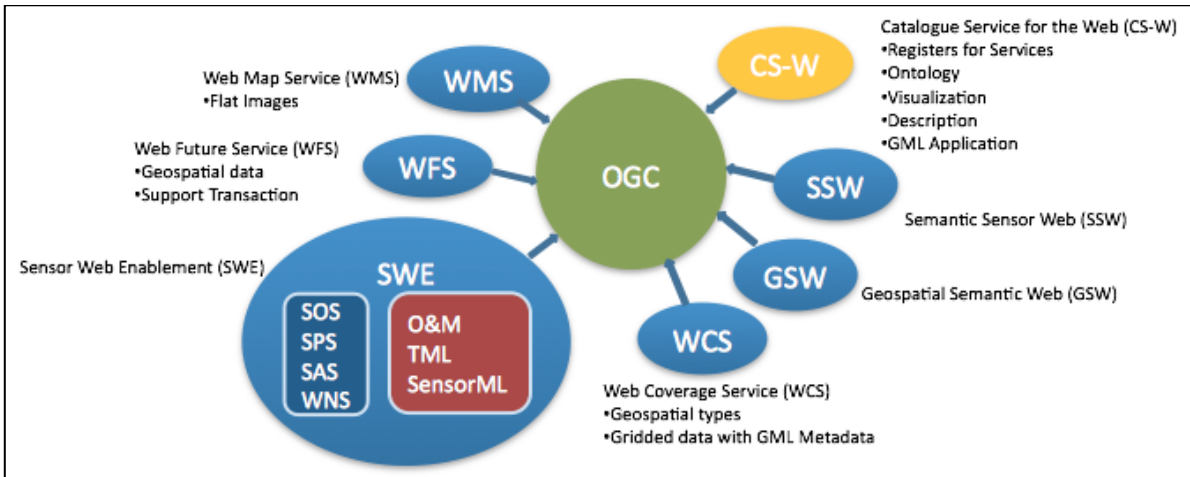 Web Map Service (WMS)
•Flat Images
WMS
Web Future Service (WFS)
•Geospatial data
•Support Transaction
WFS
Sensor Web Enablement (SWE)
SWE
SOS
SPS
SAS
WNS
O&M
TML
SensorML
OGC
CS-W
Catalogue Service for the Web (CS-W)
•Registers for Services
•Ontology
•Visualization
•Description
•GML Application
SSW
Semantic Sensor Web (SSW)
GSW
Geospatial Semantic Web (GSW)
WCS
Web Coverage Service (WCS)
•Geospatial types
•Gridded data with GML Metadata